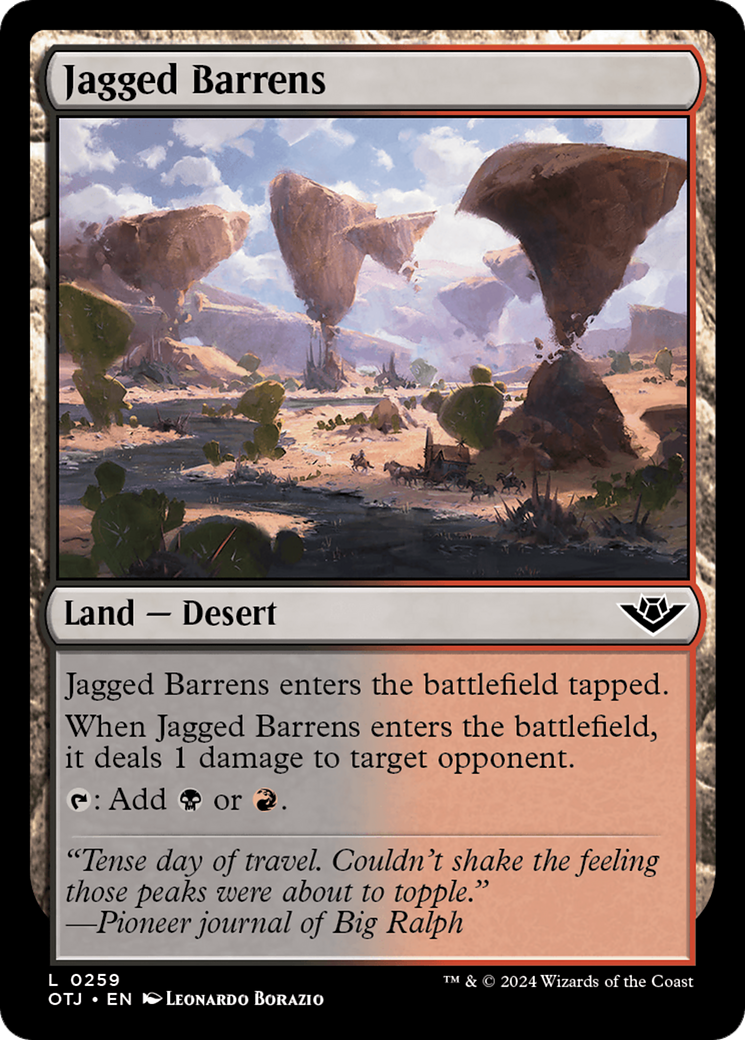 Jagged Barrens
Land — Desert
Jagged Barrens enters the battlefield tapped.
When Jagged Barrens enters the battlefield,
it deals 1 damage to target opponent.
: Add or .
“Tense day of travel. Couldn’t shake the feeling
those peaks were about to topple.”
—Pioneer journal of Big Ralph
L 0259
OTJ • EN Leonardo Borazio
™ & © 2024 Wizards of the Coast